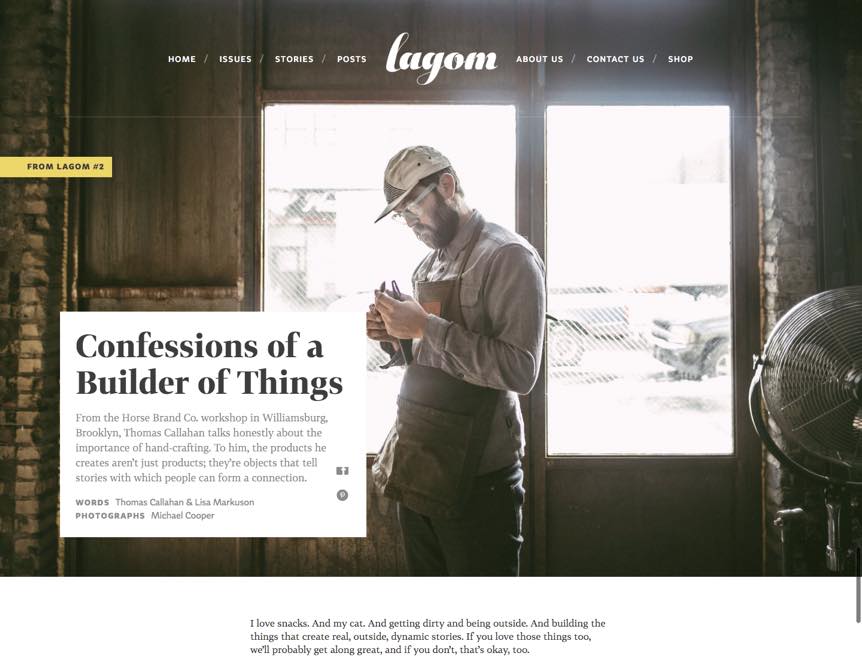 HOME / ISSUES / STORIES / POSTS lagom ABOUT US / CONTACT US / SHOP
FROM LAGOM #2
Confessions of a
Builder of Things
From the Horse Brand Co. workshop in Williamsburg,
Brooklyn, Thomas Callahan talks honestly about the
importance of hand-crafting. To him, the products he
creates aren't just products; they're objects that tell
stories with which people can form a connection.
WORDS Thomas Callahan & Lisa Markuson
PHOTOGRAPHS Michael Cooper
I love snacks. And my cat. And getting dirty and being outside. And building the
things that create real, outside, dynamic stories. If you love those things too,
we'll probably get along great, and if you don't, that's okay, too.